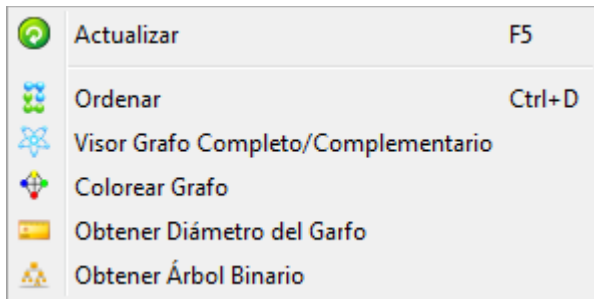 Actualizar F5
Ordenar Ctrl+D
Visor Grafo Completo/Complementario
Colorear Grafo
Obtener Diámetro del Garfo
Obtener Árbol Binario